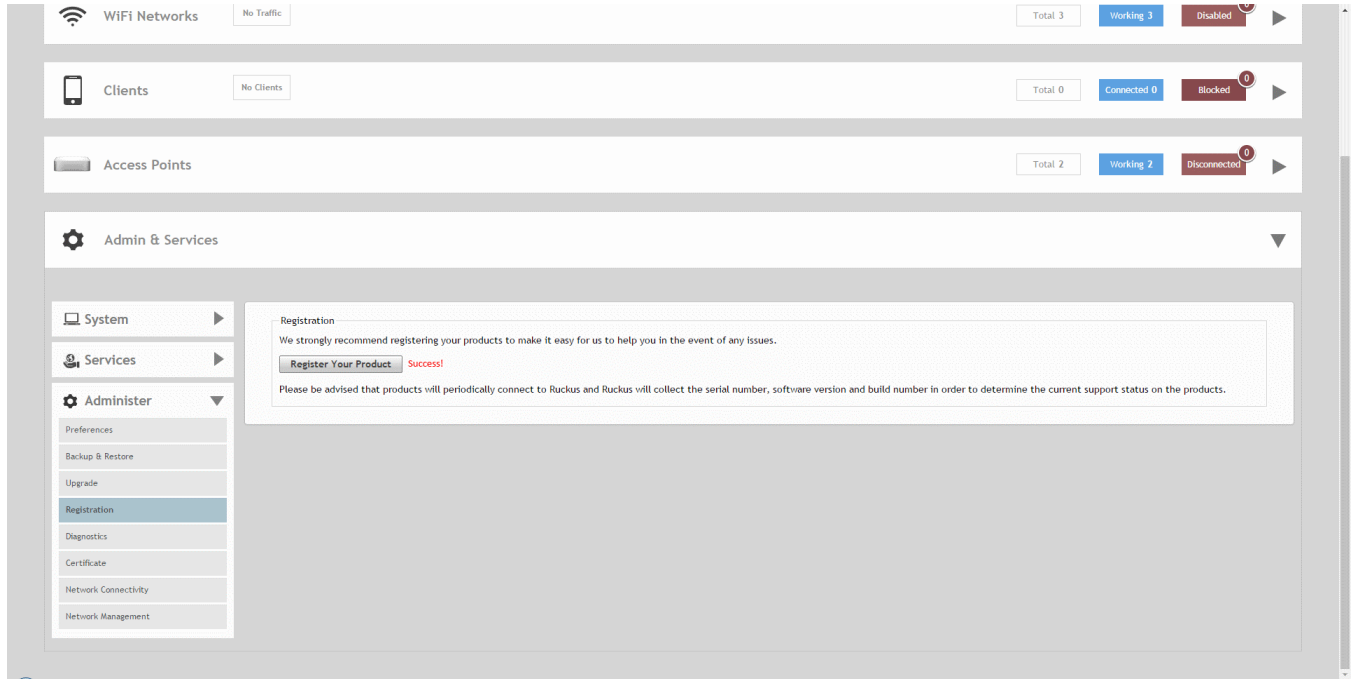 WiFi Networks No Traffic Total 3 Working 3 Disabled 0
Clients No Clients Total 0 Connected 0 Blocked 0
Access Points Total 2 Working 2 Disconnected 0
Admin & Services
System
Services
Administer
Preferences
Backup & Restore
Upgrade
Registration
Diagnostics
Certificate
Network Connectivity
Network Management
Registration
We strongly recommend registering your products to make it easy for us to help you in the event of any issues.
Register Your Product Success!
Please be advised that products will periodically connect to Ruckus and Ruckus will collect the serial number, software version and build number in order to determine the current support status on the products.